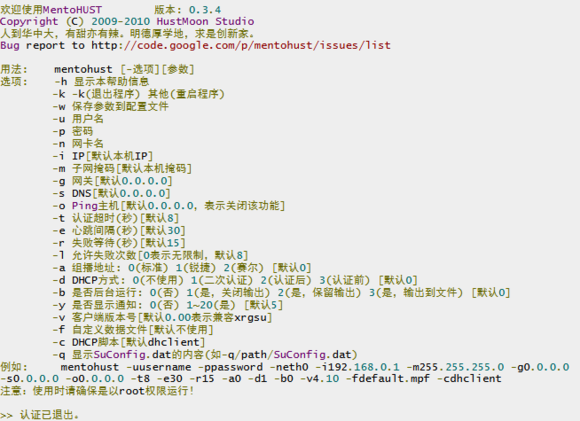 欢迎使用MentoHUST 版本: 0.3.4
Copyright (C) 2009-2010 HustMoon Studio
人到华中大，有甜亦有辣。明德厚学地，求是创新家。
Bug report to http://code.google.com/p/mentohust/issues/list
用法: mentohust [-选项][参数]
选项: -h 显示本帮助信息
-k -k(退出程序) 其他(重启程序)
-w 保存参数到配置文件
-u 用户名
-p 密码
-n 网卡名
-i IP[默认本机IP]
-m 子网掩码[默认本机掩码]
-g 网关[默认0.0.0.0]
-s DNS[默认0.0.0.0]
-o Ping主机[默认0.0.0.0，表示关闭该功能]
-t 认证超时(秒)[默认8]
-e 心跳间隔(秒)[默认30]
-r 失败等待(秒)[默认15]
-l 允许失败次数[0表示无限制，默认8]
-a 组播地址: 0(标准) 1(锐捷) 2(赛尔) [默认0]
-d DHCP方式: 0(不使用) 1(二次认证) 2(认证后) 3(认证前) [默认0]
-b 是否后台运行: 0(否) 1(是，关闭输出) 2(是，保留输出) 3(是，输出到文件) [默认0]
-y 是否显示通知: 0(否) 1~20(是) [默认5]
-v 客户端版本号[默认0.00表示兼容xrgsu]
-f 自定义数据文件[默认不使用]
-c DHCP脚本[默认dhclient]
-q 显示SuConfig.dat的内容(如-q/path/SuConfig.dat)
例如: mentohust -uusername -ppassword -neth0 -i192.168.0.1 -m255.255.255.0 -g0.0.0.0
-s0.0.0.0 -o0.0.0.0 -t8 -e30 -r15 -a0 -d1 -b0 -v4.10 -fdefault.mpf -cdhclient
注意：使用时请确保是以root权限运行！
>> 认证已退出。